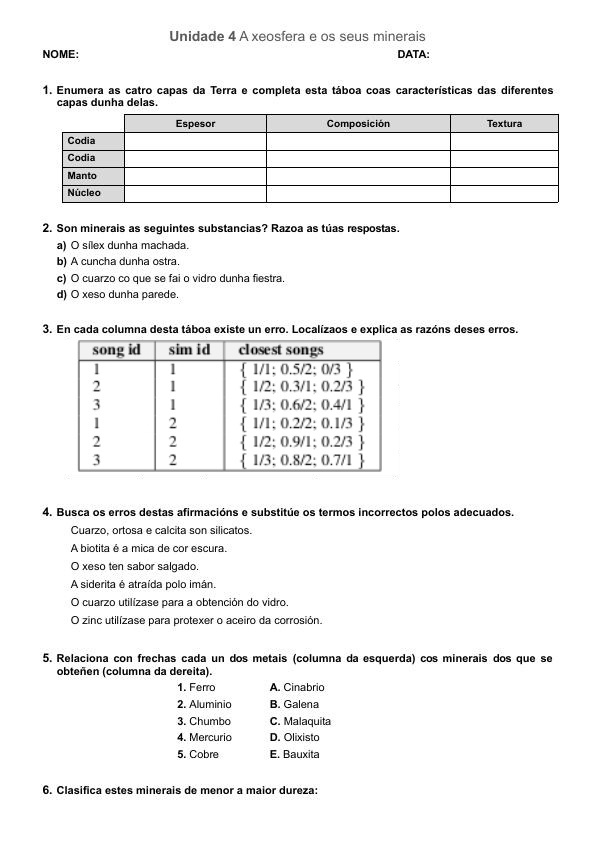 Unidade 4 A xeosfera e os seus minerais
NOME: DATA:
1. Enumera as catro capas da Terra e completa esta táboa coas características das diferentes
capas dunha delas.
Espesor Composición Textura
Codia
Codia
Manto
Núcleo
2. Son minerais as seguintes substancias? Razoa as túas respostas.
a) O sílex dunha machada.
b) A cuncha dunha ostra.
c) O cuarzo co que se fai o vidro dunha fiestra.
d) O xeso dunha parede.
3. En cada columna desta táboa existe un erro. Localízaos e explica as razóns deses erros.
song id sim id closest songs
1 1 { 1/1; 0.5/2; 0/3 }
2 1 { 1/2; 0.3/1; 0.2/3 }
3 1 { 1/3; 0.6/2; 0.4/1 }
1 2 { 1/1; 0.2/2; 0.1/3 }
2 2 { 1/2; 0.9/1; 0.2/3 }
3 2 { 1/3; 0.8/2; 0.7/1 }
4. Busca os erros destas afirmacións e substitúe os termos incorrectos polos adecuados.
Cuarzo, ortosa e calcita son silicatos.
A biotita é a mica de cor escura.
O xeso ten sabor salgado.
A siderita é atraída polo imán.
O cuarzo utilízase para a obtención do vidro.
O zinc utilízase para protexer o aceiro da corrosión.
5. Relaciona con frechas cada un dos metais (columna da esquerda) cos minerais dos que se
obteñen (columna da dereita).
1. Ferro A. Cinabrio
2. Aluminio B. Galena
3. Chumbo C. Malaquita
4. Mercurio D. Olixisto
5. Cobre E. Bauxita
6. Clasifica estes minerais de menor a maior dureza: